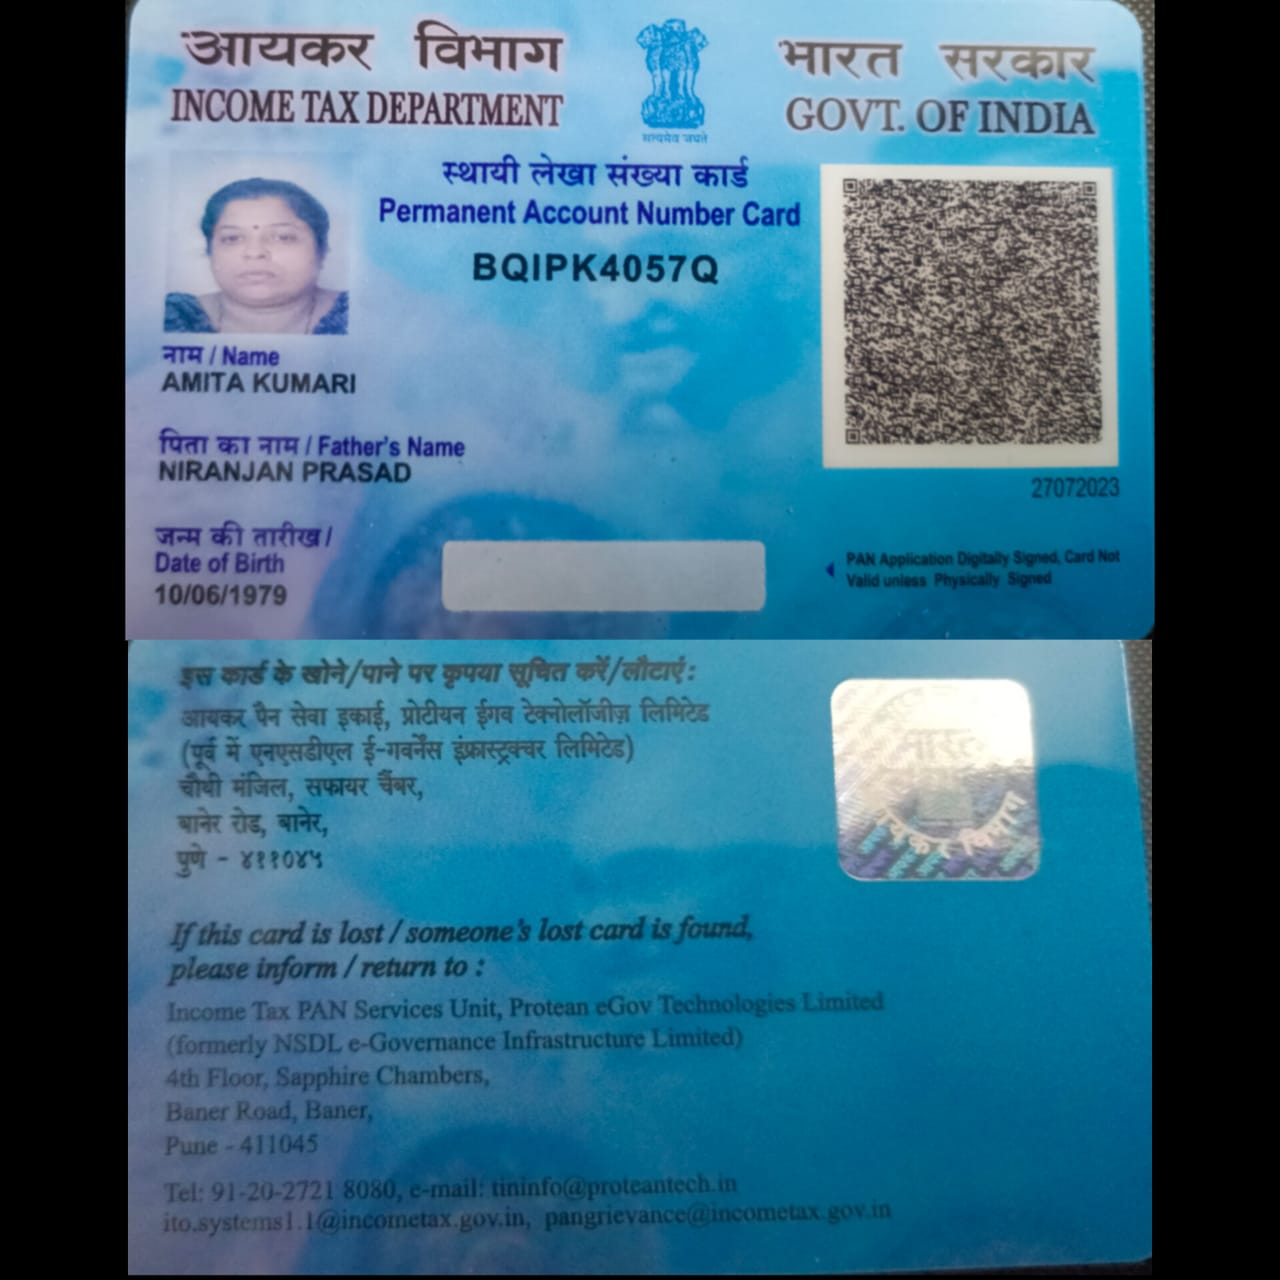 आयकर विभाग
INCOME TAX DEPARTMENT
सत्यमेव जयते
भारत सरकार
GOVT. OF INDIA
स्थायी लेखा संख्या कार्ड
Permanent Account Number Card
BQIPK4057Q
नाम / Name
AMITA KUMARI
पिता का नाम / Father's Name
NIRANJAN PRASAD
जन्म की तारीख /
Date of Birth
10/06/1979
27072023
PAN Application Digitally Signed, Card Not
Valid unless Physically Signed
इस कार्ड के खोने/पाने पर कृपया सूचित करें/लौटाएं:
आयकर पैन सेवा इकाई, प्रोटीयन ईगव टेक्नोलॉजीज़ लिमिटेड
(पूर्व में एनएसडीएल ई-गवर्नेंस इंफ्रास्ट्रक्चर लिमिटेड)
चौथी मंजिल, सफायर चैंबर,
बानेर रोड, बानेर,
पुणे - ४११०४५
भारत
आयकर विभाग
If this card is lost / someone's lost card is found,
please inform / return to :
Income Tax PAN Services Unit, Protean eGov Technologies Limited
(formerly NSDL e-Governance Infrastructure Limited)
4th Floor, Sapphire Chambers,
Baner Road, Baner,
Pune - 411045
Tel: 91-20-2721 8080, e-mail: tininfo@proteantech.in
ito.systems1.1@incometax.gov.in, pangrievance@incometax.gov.in